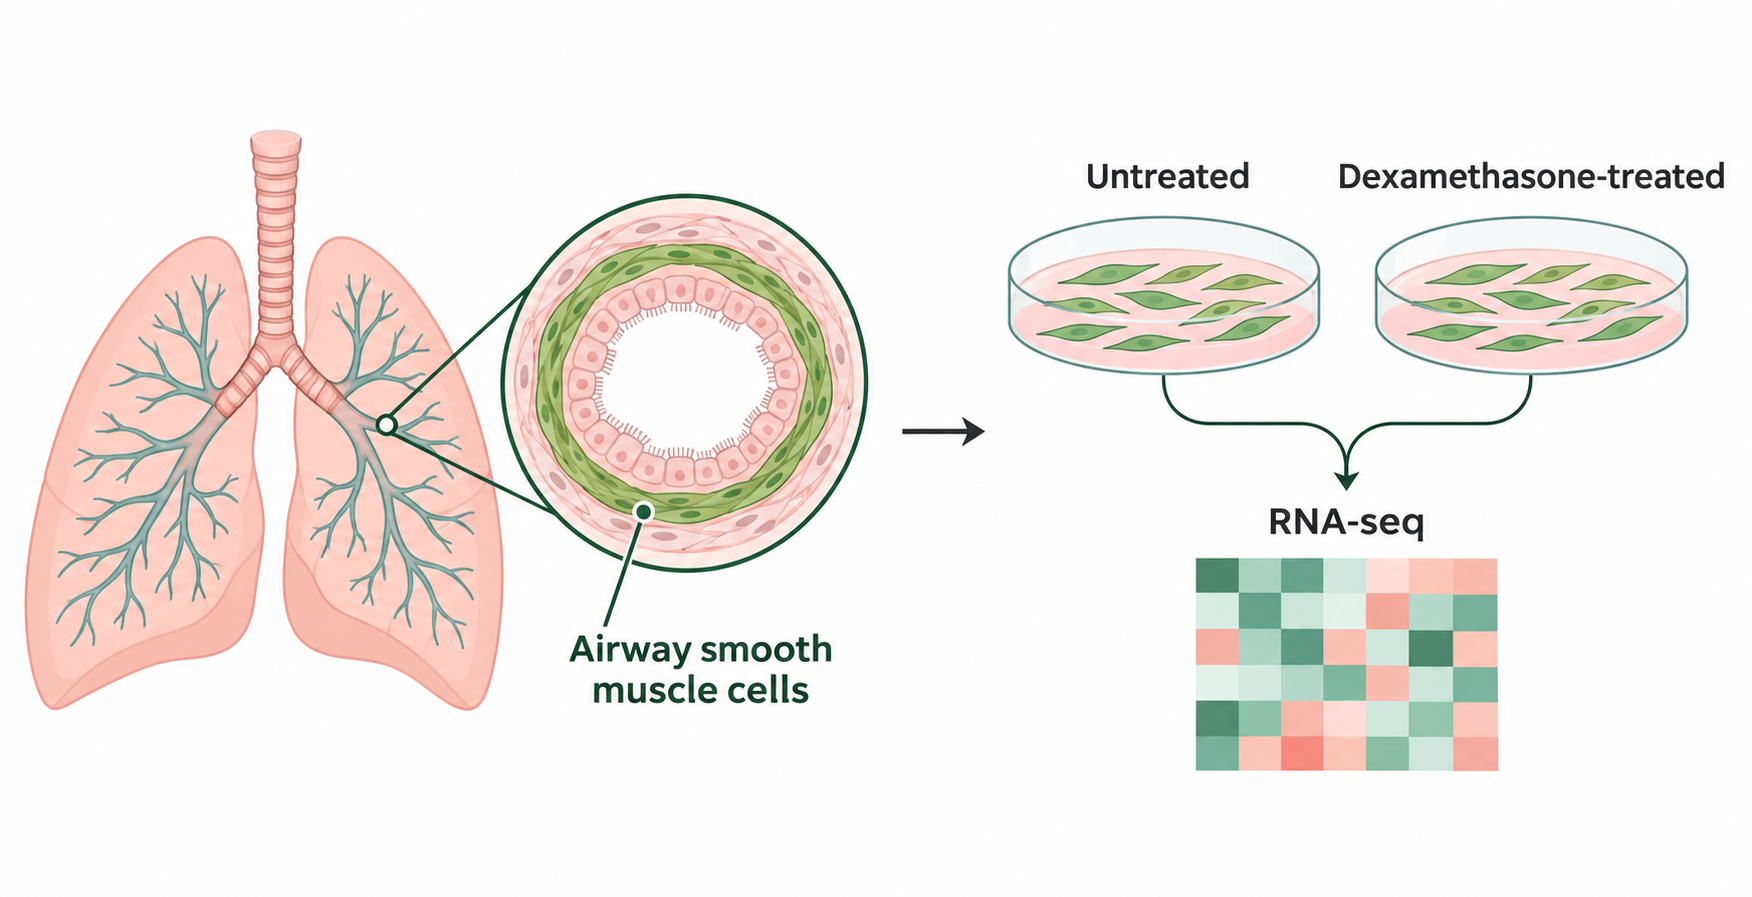 Untreated
Dexamethasone-treated
RNA-seq
Airway smooth
muscle cells